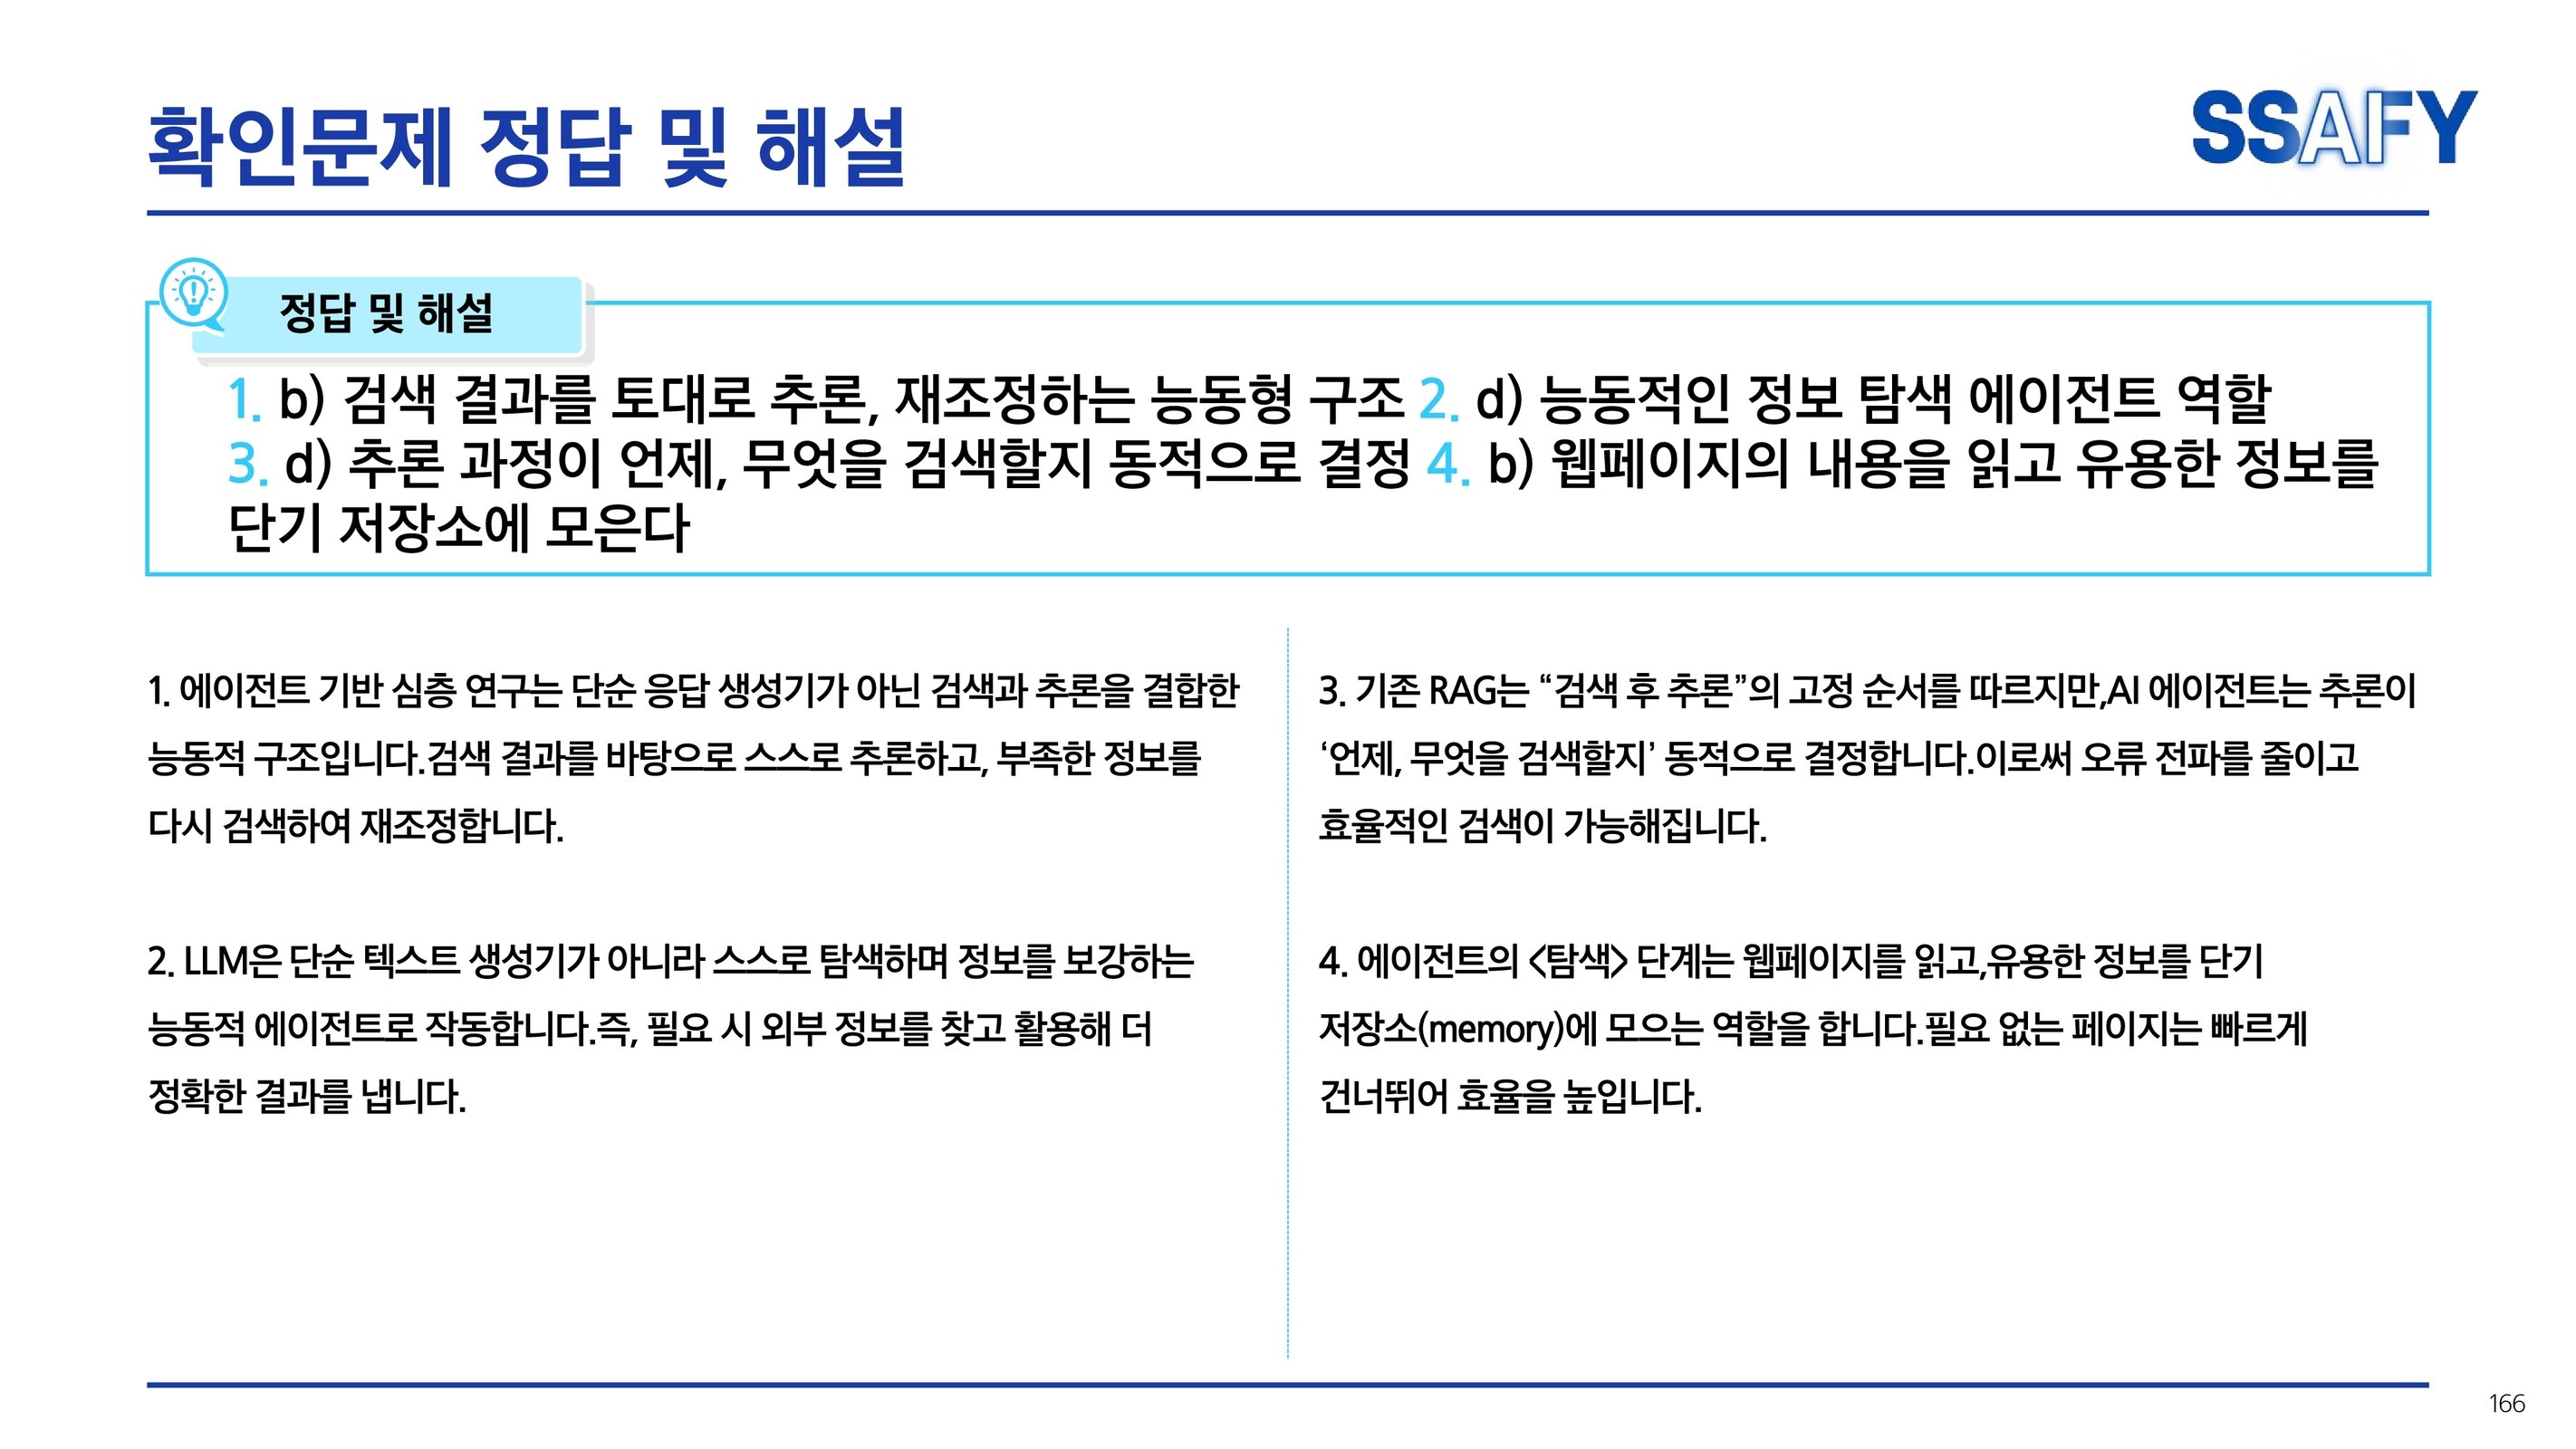 확인문제 정답 및 해설
SSAFY
정답 및 해설
1. b) 검색 결과를 토대로 추론, 재조정하는 능동형 구조 2. d) 능동적인 정보 탐색 에이전트 역할
3. d) 추론 과정이 언제, 무엇을 검색할지 동적으로 결정 4. b) 웹페이지의 내용을 읽고 유용한 정보를
단기 저장소에 모은다
1. 에이전트 기반 심층 연구는 단순 응답 생성기가 아닌 검색과 추론을 결합한
능동적 구조입니다.검색 결과를 바탕으로 스스로 추론하고, 부족한 정보를
다시 검색하여 재조정합니다.
2. LLM은 단순 텍스트 생성기가 아니라 스스로 탐색하며 정보를 보강하는
능동적 에이전트로 작동합니다.즉, 필요 시 외부 정보를 찾고 활용해 더
정확한 결과를 냅니다.
3. 기존 RAG는 “검색 후 추론”의 고정 순서를 따르지만,AI 에이전트는 추론이
‘언제, 무엇을 검색할지’ 동적으로 결정합니다.이로써 오류 전파를 줄이고
효율적인 검색이 가능해집니다.
4. 에이전트의 <탐색> 단계는 웹페이지를 읽고,유용한 정보를 단기
저장소(memory)에 모으는 역할을 합니다.필요 없는 페이지는 빠르게
건너뛰어 효율을 높입니다.
166